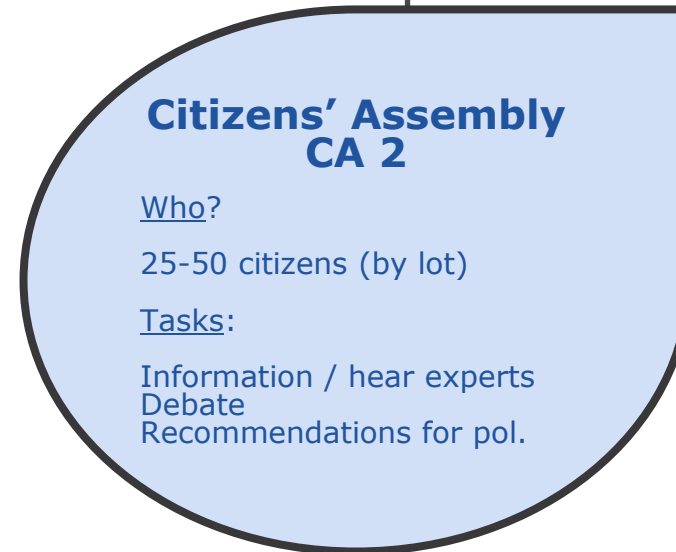 Citizens’ Assembly
CA 2
Who?
25-50 citizens (by lot)
Tasks:
Information / hear experts
Debate
Recommendations for pol.